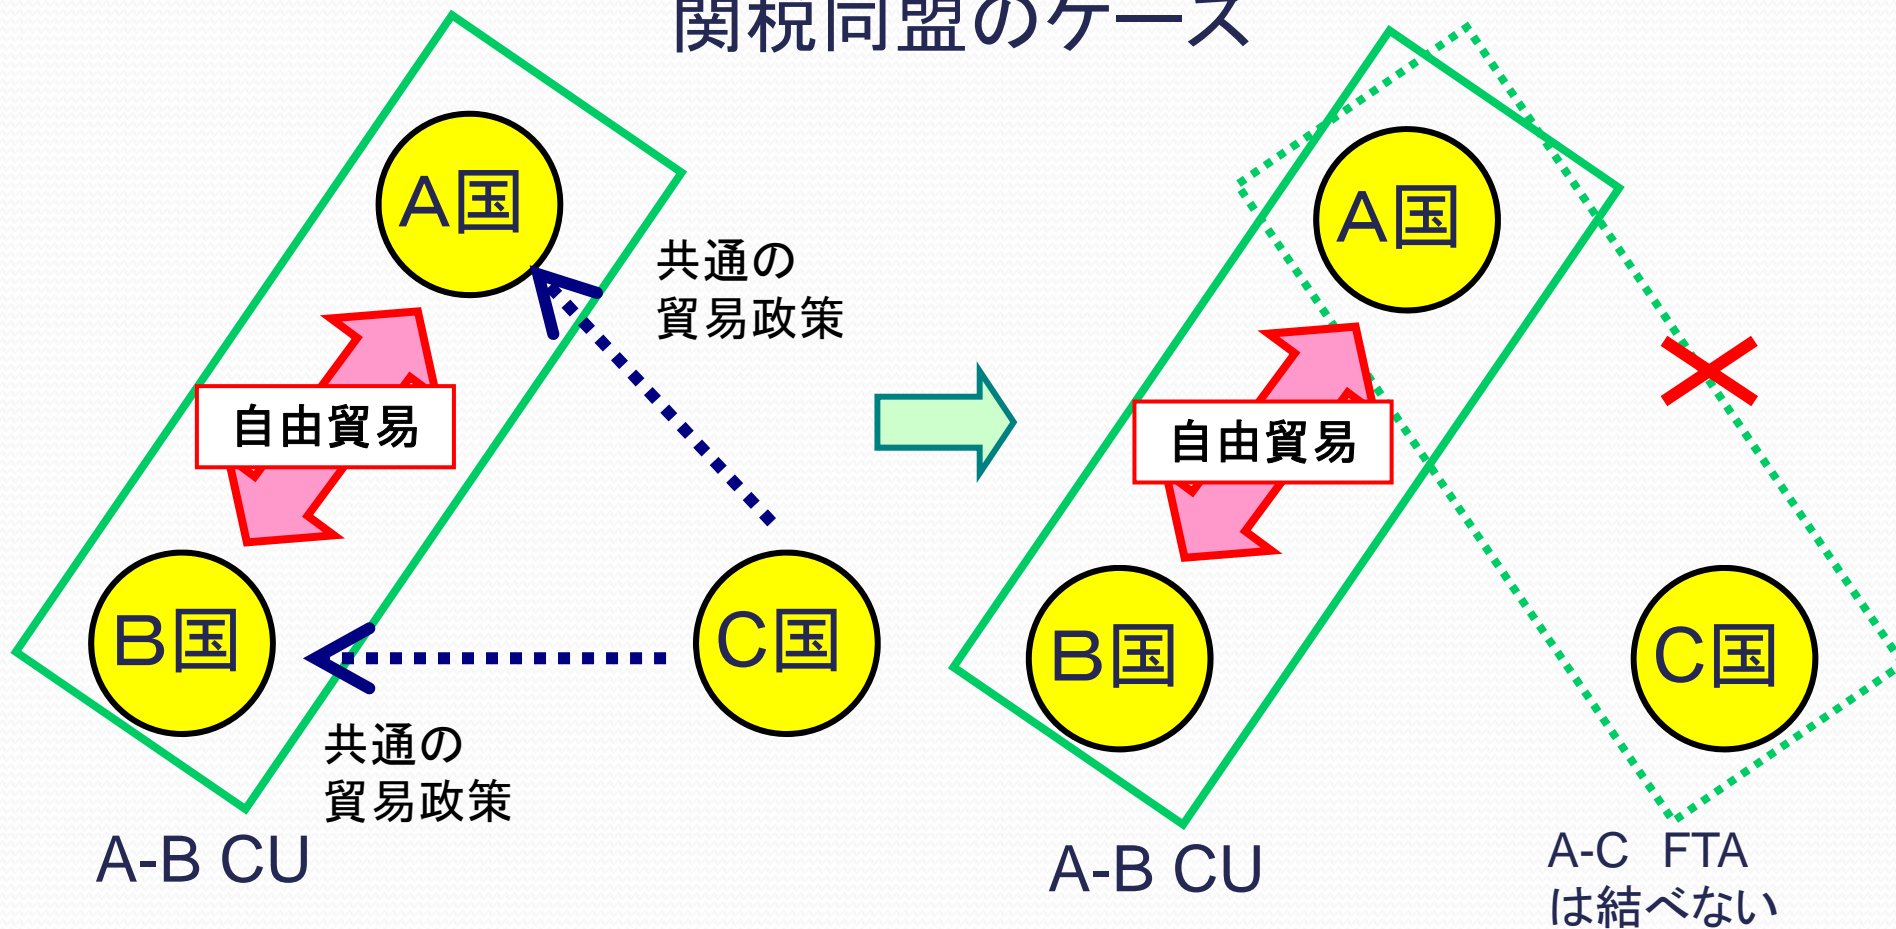 関税同盟のケース
A国
共通の
貿易政策
自由貿易
B国
C国
共通の
貿易政策
A-B CU
A国
自由貿易
B国
C国
A-B CU
A-C FTA
は結べない